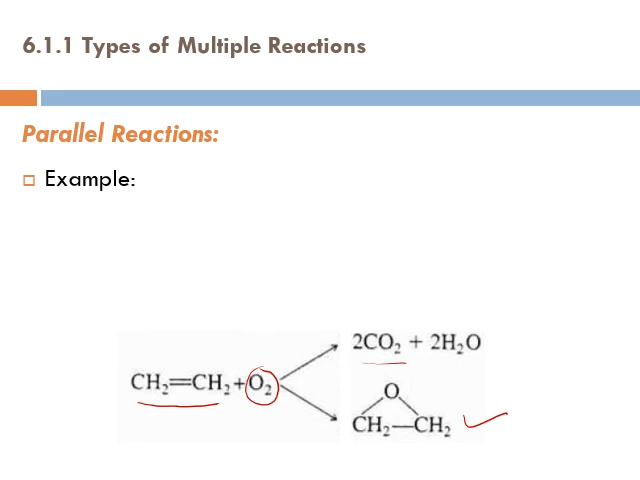 6.1.1 Types of Multiple Reactions
Parallel Reactions:
Example:
2CO₂ + 2H₂O
CH₂=CH₂+O₂
O
CH₂—CH₂